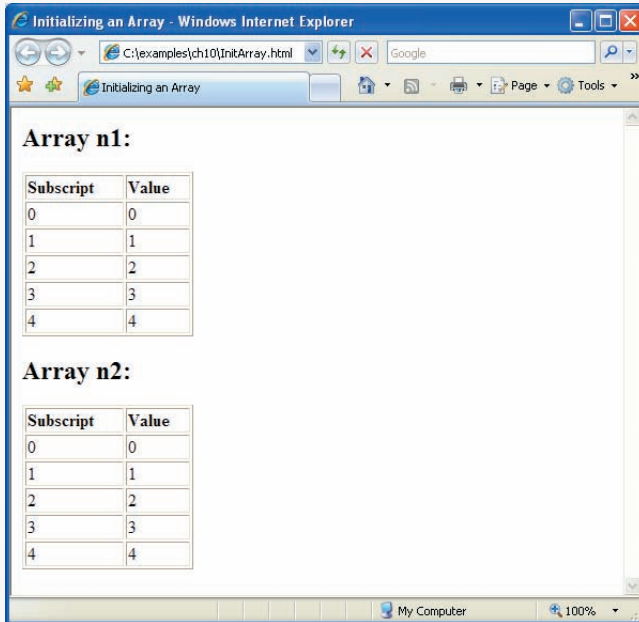 Initializing an Array - Windows Internet Explorer
C:\examples\ch10\InitArray.html
Google
Initializing an Array
Page
Tools
»
Array n1:
Subscript Value
0 0
1 1
2 2
3 3
4 4
Array n2:
Subscript Value
0 0
1 1
2 2
3 3
4 4
My Computer
100%